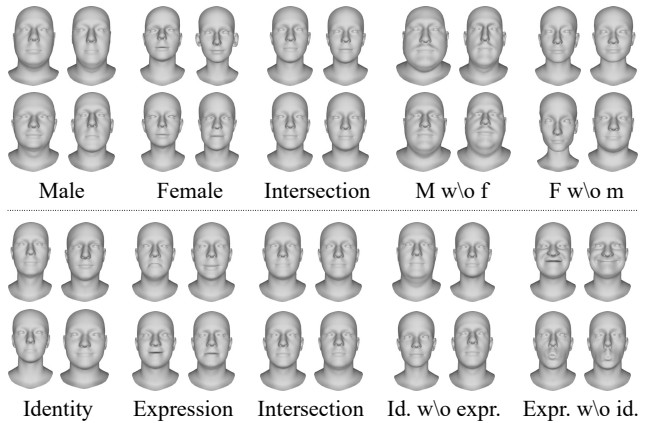 Male Female Intersection M w\o f F w\o m
Identity Expression Intersection Id. w\o expr. Expr. w\o id.